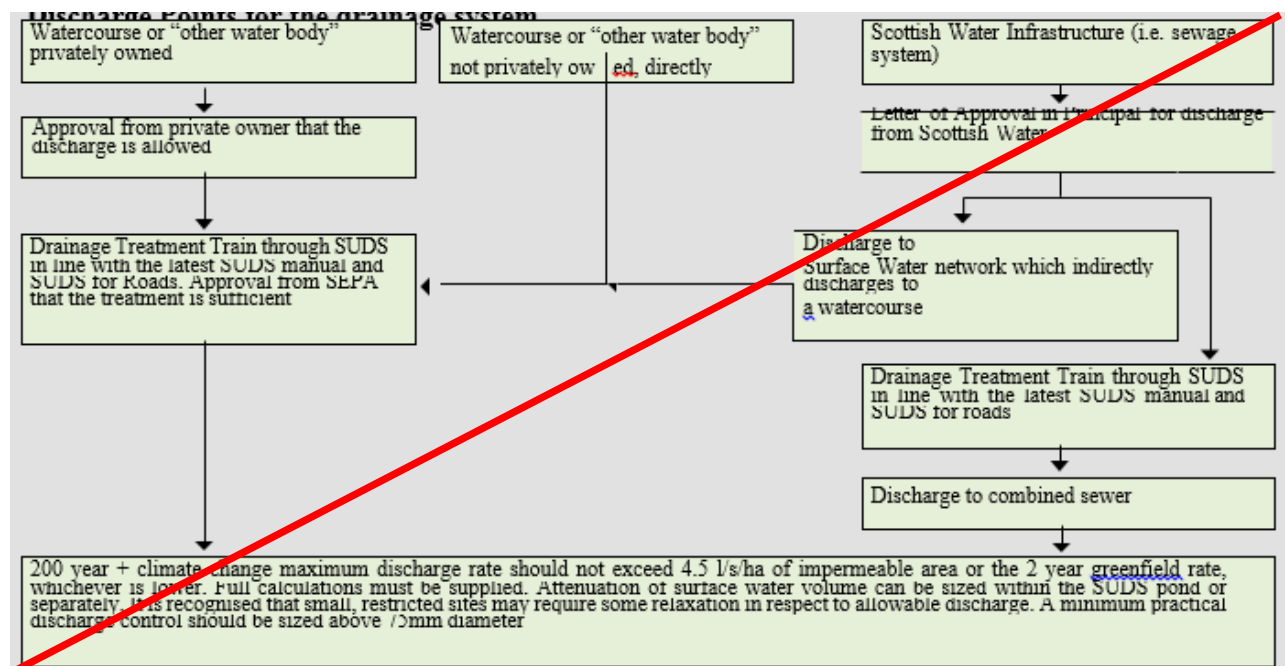 Discharge Points for the drainage system
Watercourse or “other water body”
privately owned
Watercourse or “other water body”
not privately ow ed, directly
Scottish Water Infrastructure (i.e. sewage
system)
Approval from private owner that the
discharge is allowed
Letter of Approval in Principal for discharge
from Scottish Water
Drainage Treatment Train through SUDS
in line with the latest SUDS manual and
SUDS for Roads. Approval from SEPA
that the treatment is sufficient
Discharge to
Surface Water network which indirectly
discharges to
a watercourse
Drainage Treatment Train through SUDS
in line with the latest SUDS manual and
SUDS for roads
Discharge to combined sewer
200 year + climate change maximum discharge rate should not exceed 4.5 l/s/ha of impermeable area or the 2 year greenfield rate,
whichever is lower. Full calculations must be supplied. Attenuation of surface water volume can be sized within the SUDS pond or
separately. It is recognised that small, restricted sites may require some relaxation in respect to allowable discharge. A minimum practical
discharge control should be sized above 75mm diameter